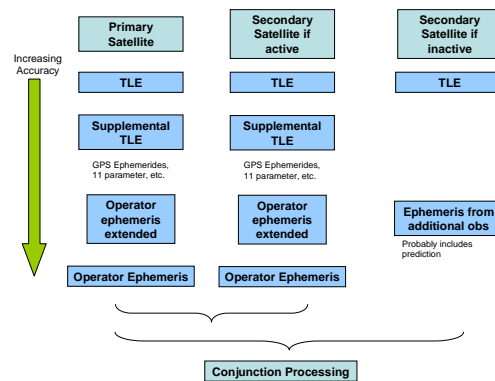 Primary
Satellite
Secondary
Satellite if
active
Secondary
Satellite if
inactive
Increasing
Accuracy
TLE
TLE
TLE
Supplemental
TLE
Supplemental
TLE
GPS Ephemerides,
11 parameter, etc.
GPS Ephemerides,
11 parameter, etc.
Operator
ephemeris
extended
Operator
ephemeris
extended
Ephemeris from
additional obs
Probably includes
prediction
Operator Ephemeris
Operator Ephemeris
Conjunction Processing